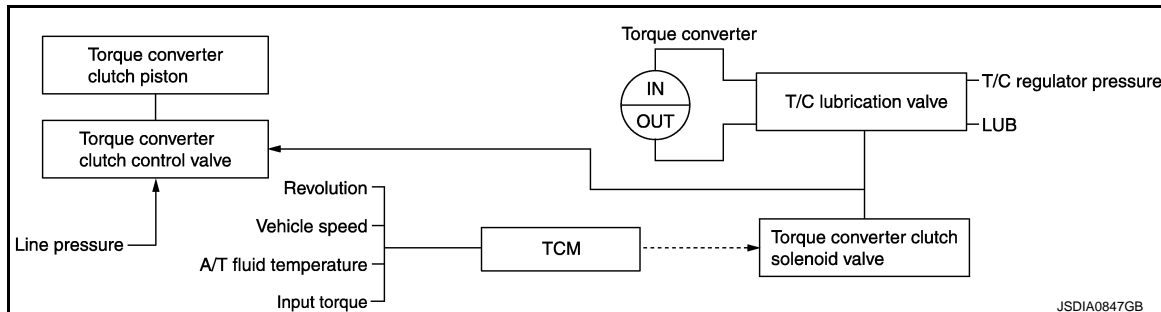 Torque converter
clutch piston
Torque converter
clutch control valve
Line pressure
Revolution
Vehicle speed
A/T fluid temperature
Input torque
TCM
Torque converter
IN
OUT
T/C lubrication valve
T/C regulator pressure
LUB
Torque converter clutch
solenoid valve
JSDIA0847GB